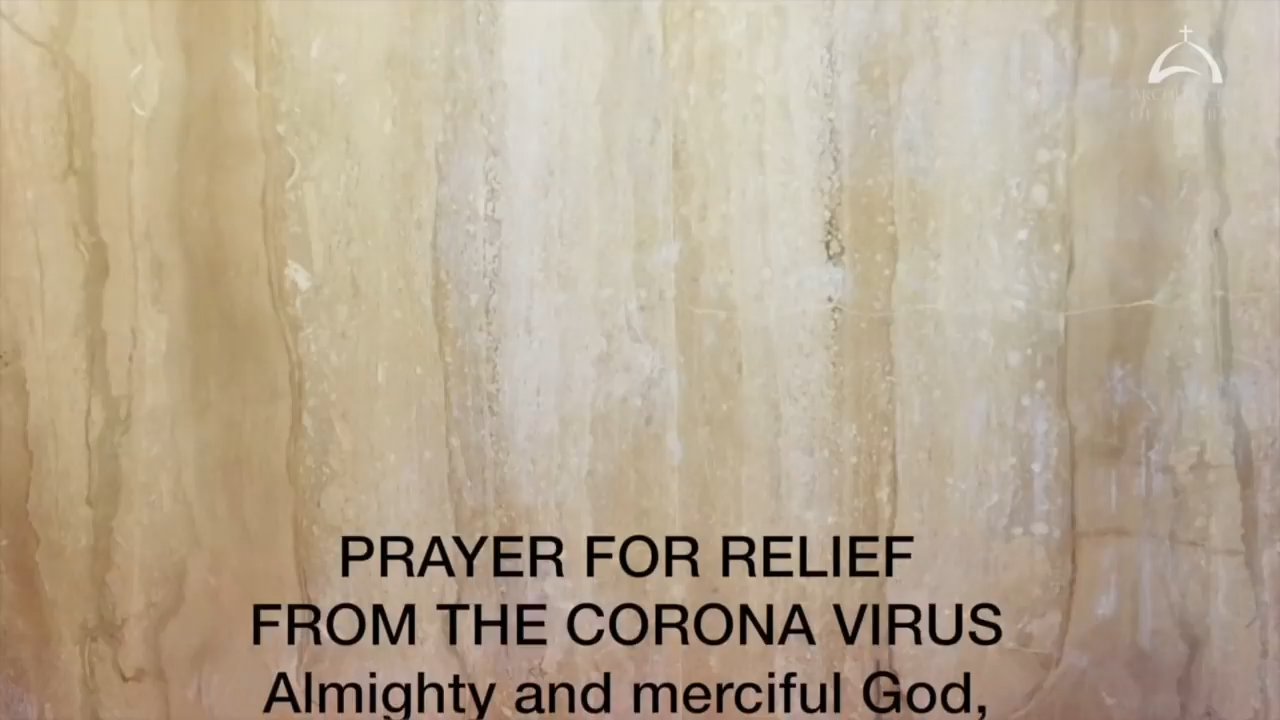 PRAYER FOR RELIEF
FROM THE CORONA VIRUS
Almighty and merciful God,